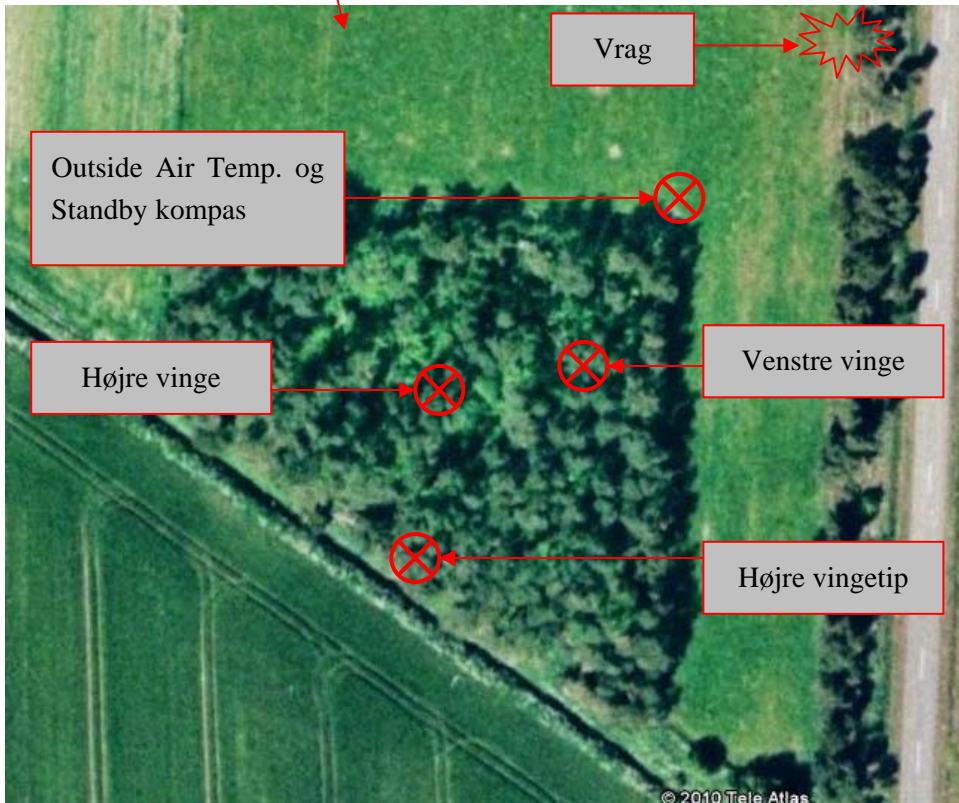 Vrag
Outside Air Temp. og
Standby kompas
Højre vinge
Venstre vinge
Højre vingetip
© 2010 Tele Atlas